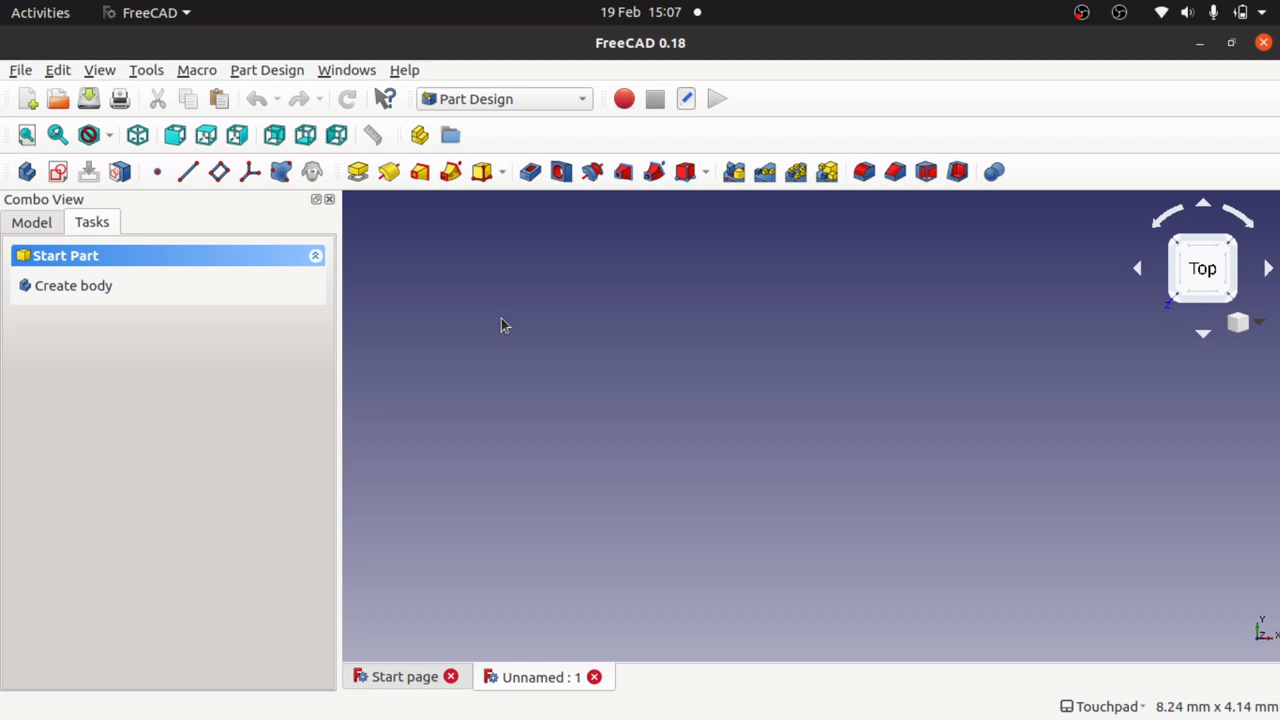 Activities FreeCAD 19 Feb 15:07
FreeCAD 0.18
File Edit View Tools Macro Part Design Windows Help
Part Design
Combo View
Model Tasks
Start Part
Create body
Top
Z
Y
Z X
Start page Unnamed : 1
Touchpad 8.24 mm x 4.14 mm